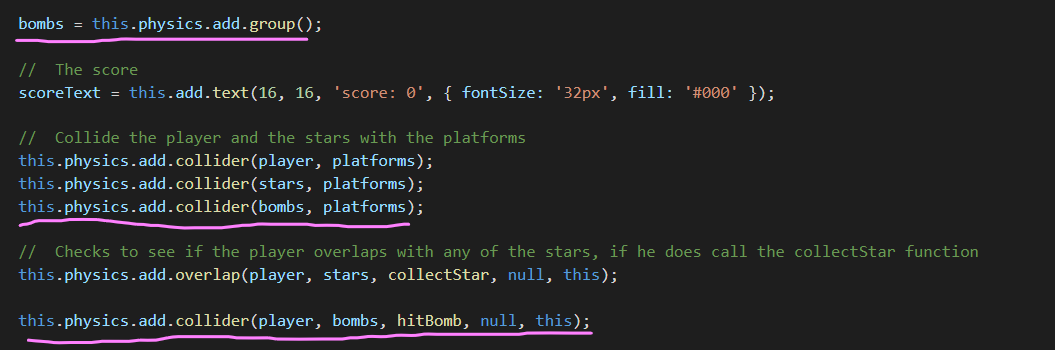 bombs = this.physics.add.group();
//  The score
scoreText = this.add.text(16, 16, 'score: 0', { fontSize: '32px', fill: '#000' });
//  Collide the player and the stars with the platforms
this.physics.add.collider(player, platforms);
this.physics.add.collider(stars, platforms);
this.physics.add.collider(bombs, platforms);
//  Checks to see if the player overlaps with any of the stars, if he does call the collectStar function
this.physics.add.overlap(player, stars, collectStar, null, this);
this.physics.add.collider(player, bombs, hitBomb, null, this);